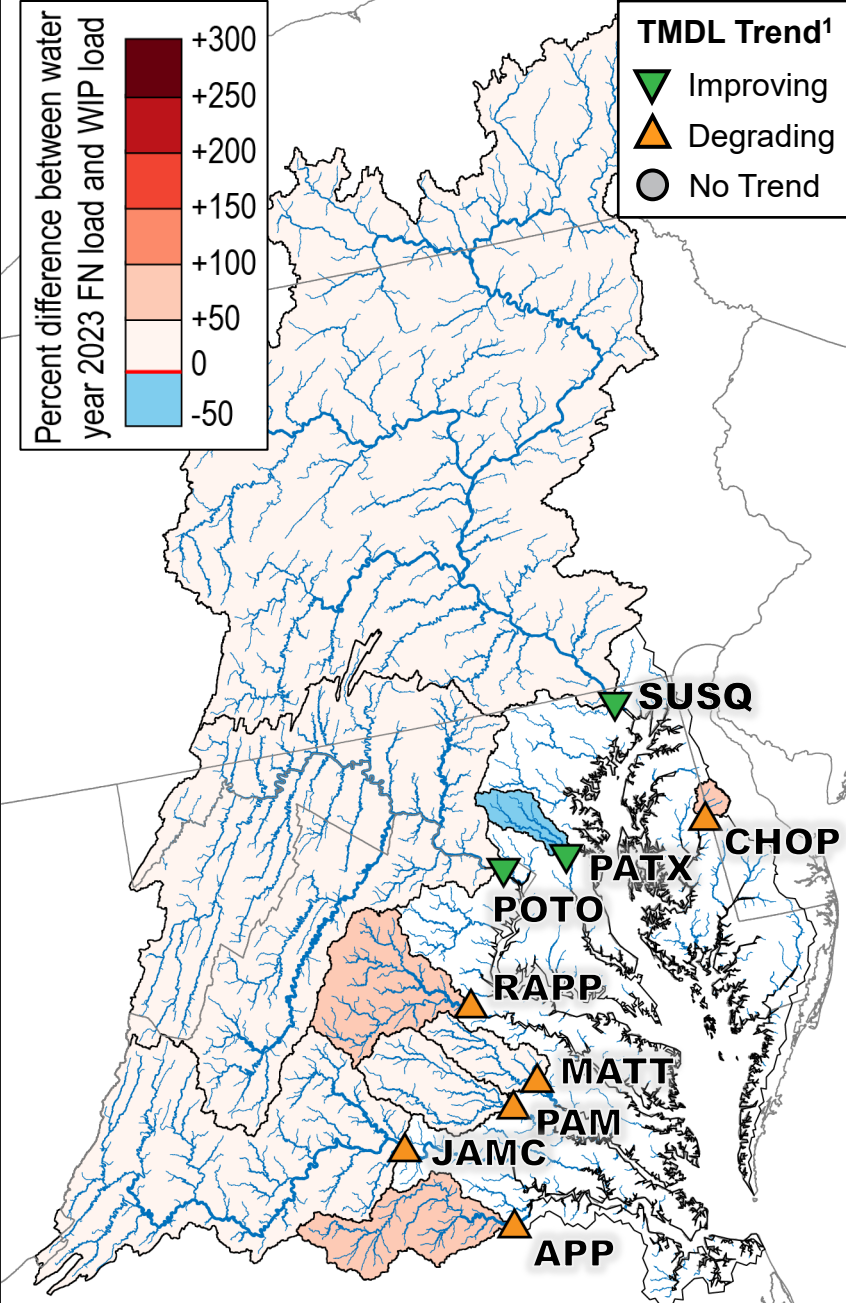 Percent difference between water
year 2023 FN load and WIP load
+300
+250
+200
+150
+100
+50
0
-50
TMDL Trend¹
Improving
Degrading
No Trend
SUSQ
CHOP
PATX
POTO
RAPP
MATT
PAM
JAMC
APP